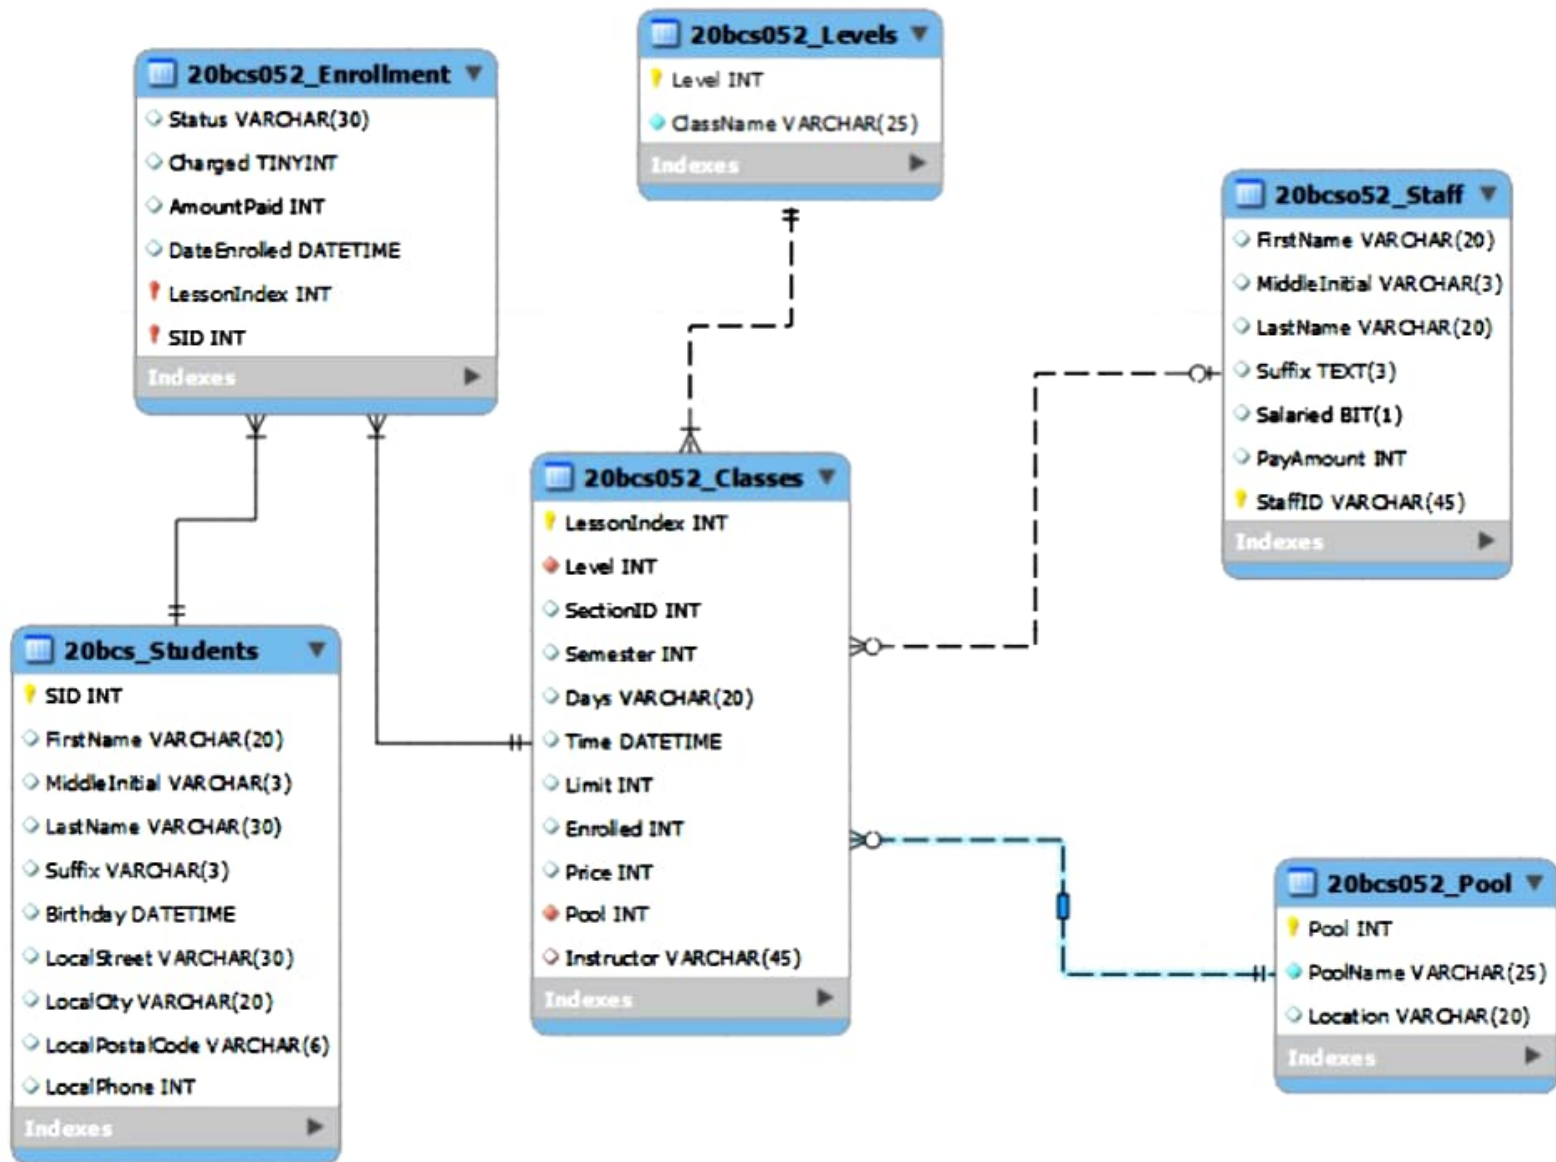 20bcs052_Levels
Level INT
ClassName VARCHAR(25)
Indexes
20bcs052_Enrollment
Status VARCHAR(30)
Charged TINYINT
AmountPaid INT
DateEnrolled DATETIME
LessonIndex INT
SID INT
Indexes
20bcso52_Staff
FirstName VARCHAR(20)
MiddleInitial VARCHAR(3)
LastName VARCHAR(20)
Suffix TEXT(3)
Salaried BIT(1)
PayAmount INT
StaffID VARCHAR(45)
Indexes
20bcs052_Classes
LessonIndex INT
Level INT
SectionID INT
Semester INT
Days VARCHAR(20)
Time DATETIME
Limit INT
Enrolled INT
Price INT
Pool INT
Instructor VARCHAR(45)
Indexes
20bcs_Students
SID INT
FirstName VARCHAR(20)
MiddleInitial VARCHAR(3)
LastName VARCHAR(30)
Suffix VARCHAR(3)
Birthday DATETIME
LocalStreet VARCHAR(30)
LocalCity VARCHAR(20)
LocalPostalCode VARCHAR(6)
LocalPhone INT
Indexes
20bcs052_Pool
Pool INT
PoolName VARCHAR(25)
Location VARCHAR(20)
Indexes